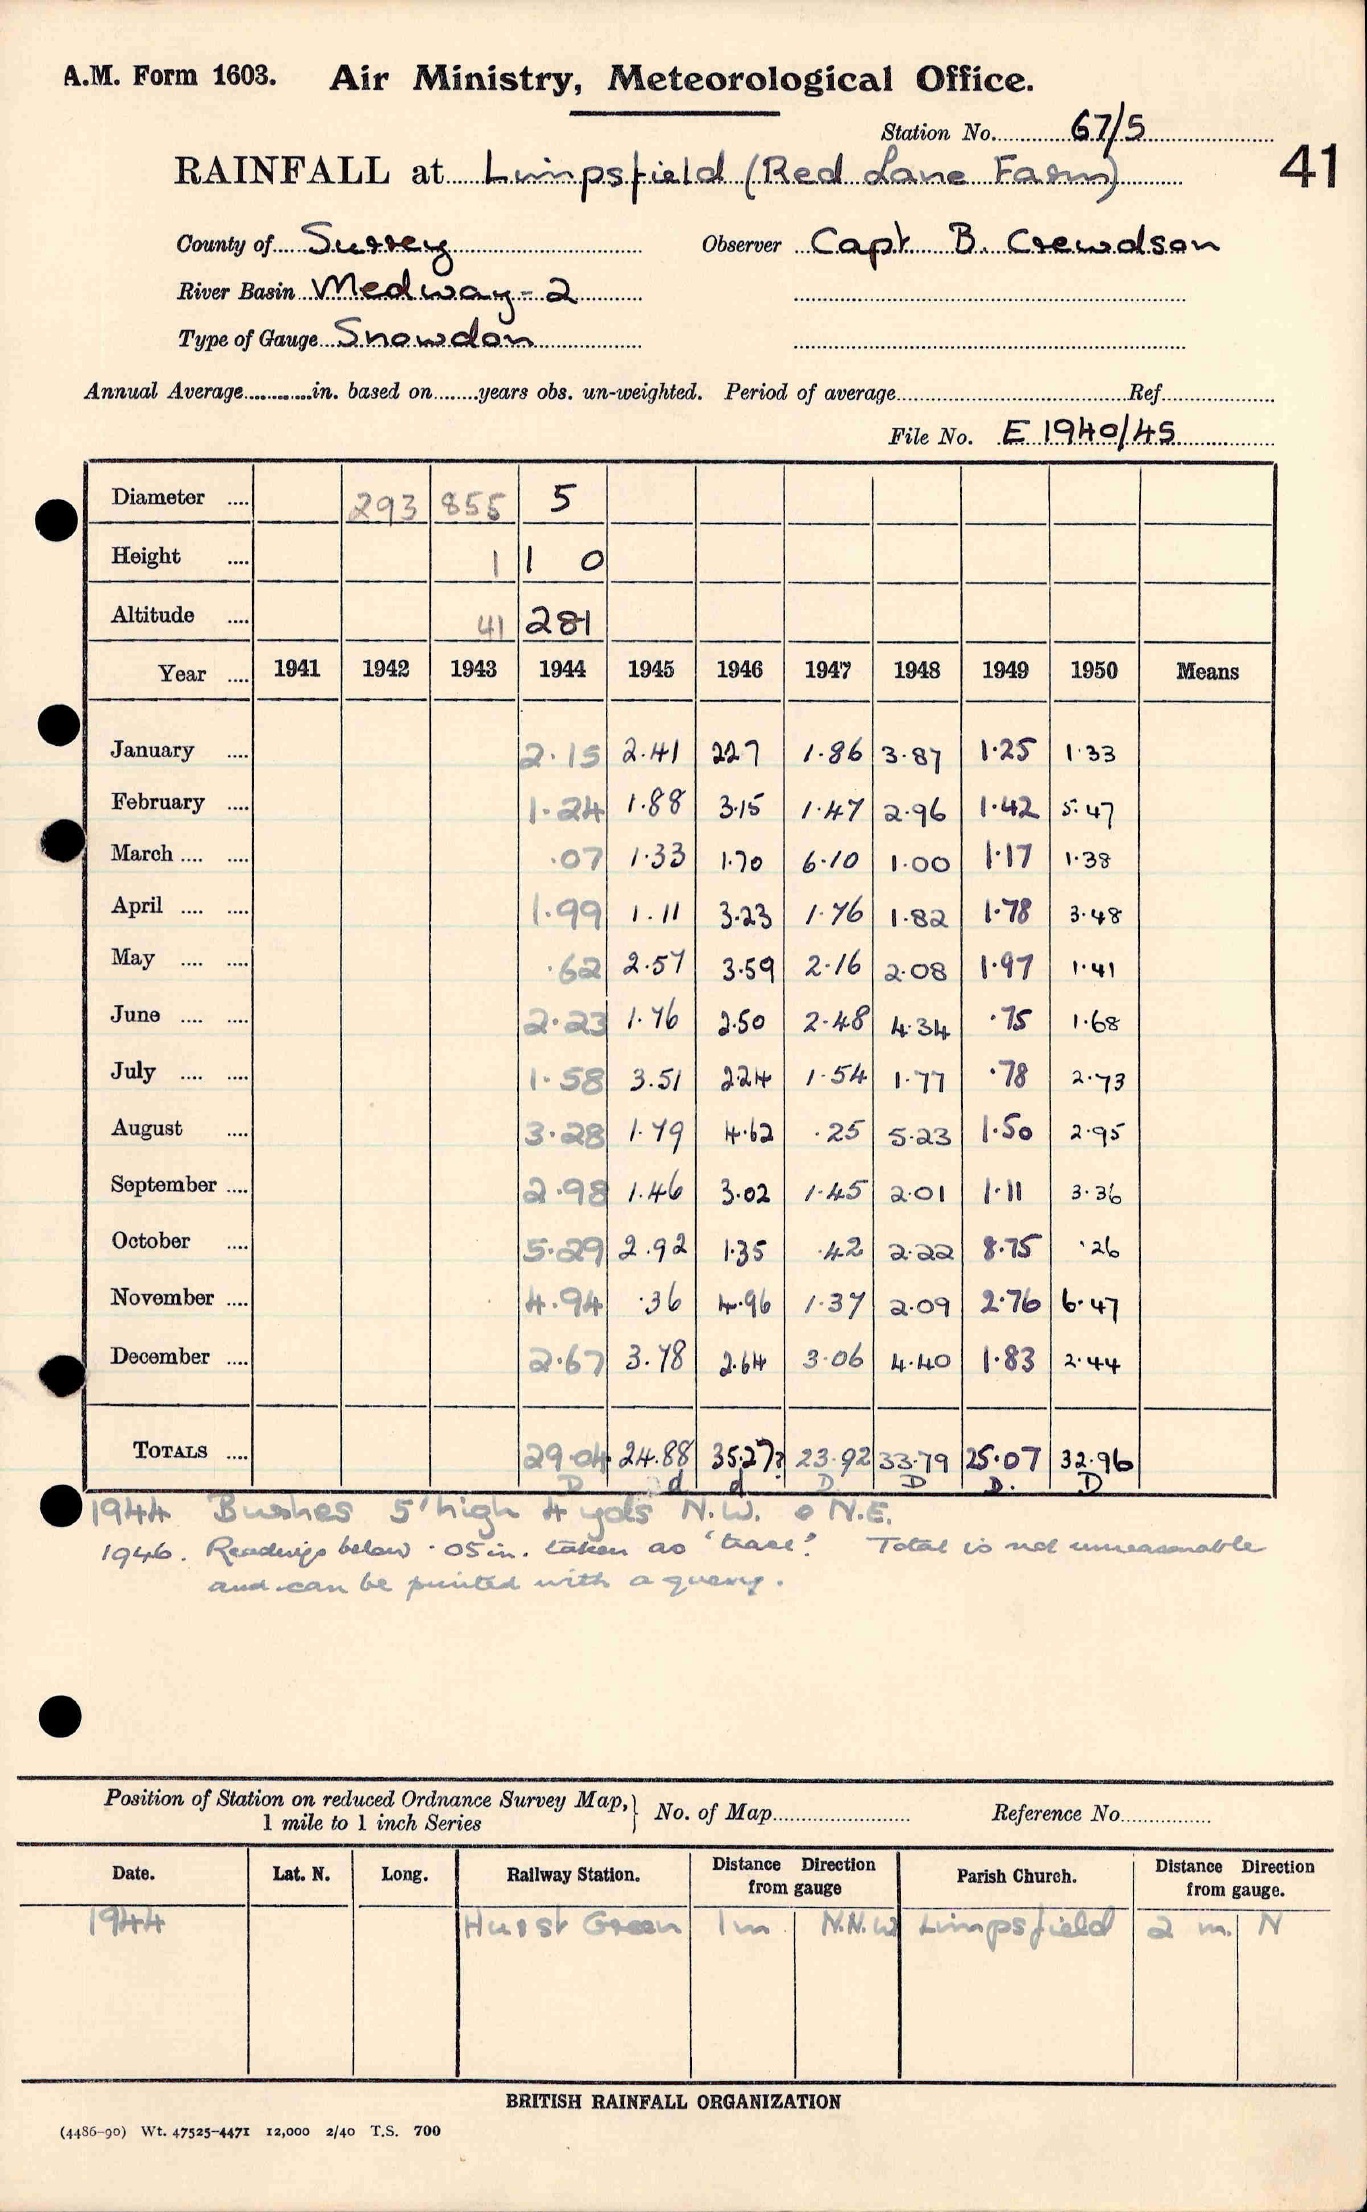 A.M. Form 1603. Air Ministry, Meteorological Office.
Station No. 67/5
41
RAINFALL at Limpsfield (Red Lane Farm)
County of Surrey Observer Capt B. Crewdson
River Basin Medway-2
Type of Gauge Snowdon
Annual Average in. based on years obs. un-weighted. Period of average Ref.
File No. E 1940/45
Diameter 293 855 5
Height 1 1 0
Altitude 41 281
Year 1941 1942 1943 1944 1945 1946 1947 1948 1949 1950 Means
January 2.15 2.41 227 1.86 3.87 1.25 1.33
February 1.24 1.88 3.15 1.47 2.96 1.42 5.47
March .07 1.33 1.70 6.10 1.00 1.17 1.38
April 1.99 1.11 3.23 1.76 1.82 1.78 3.48
May .62 2.57 3.59 2.16 2.08 1.97 1.41
June 2.23 1.76 2.50 2.48 4.34 .75 1.68
July 1.58 3.51 224 1.54 1.77 .78 2.73
August 3.28 1.79 4.62 .25 5.23 1.50 2.95
September 2.98 1.46 3.02 1.45 2.01 1.11 3.36
October 5.29 2.92 1.35 .42 2.22 8.75 .26
November 4.94 .36 4.96 1.37 2.09 2.76 6.47
December 2.67 3.78 2.64 3.06 4.40 1.83 2.44
TOTALS 29.04 24.88 35.27? 23.92 33.79 25.07 32.96
D d d D D D. D
1944 Bushes 5' high 4 yds N.W. & N.E.
1946. Readings below .05 in. taken as 'trace'. Total is not unreasonable
and can be printed with a query.
Position of Station on reduced Ordnance Survey Map, 1 mile to 1 inch Series No. of Map Reference No.
Date. Lat. N. Long. Railway Station. Distance Direction from gauge Parish Church. Distance Direction from gauge.
1944 Hurst Green 1m N.N.W Limpsfield 2 m. N
BRITISH RAINFALL ORGANIZATION
(4486-90) Wt. 47525-4471 12,000 2/40 T.S. 700